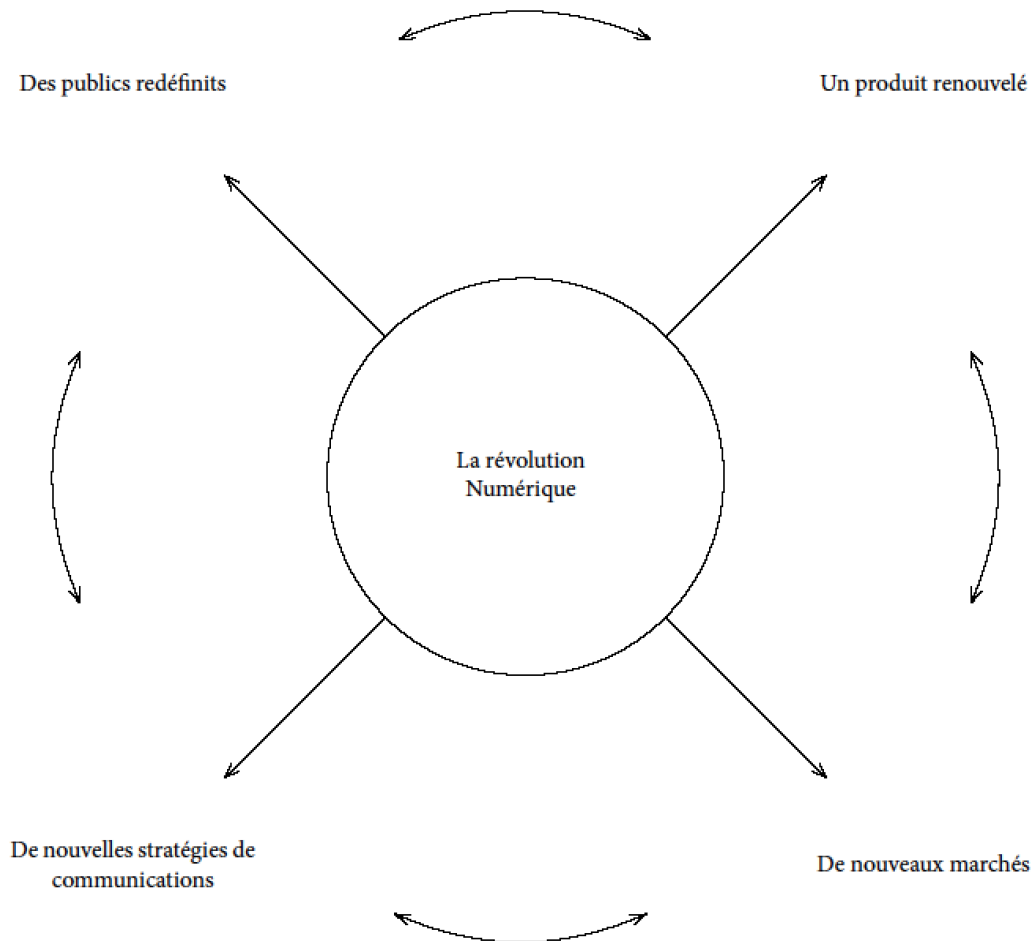 Des publics redéfinits
Un produit renouvelé
La révolution
Numérique
De nouvelles stratégies de
communications
De nouveaux marchés